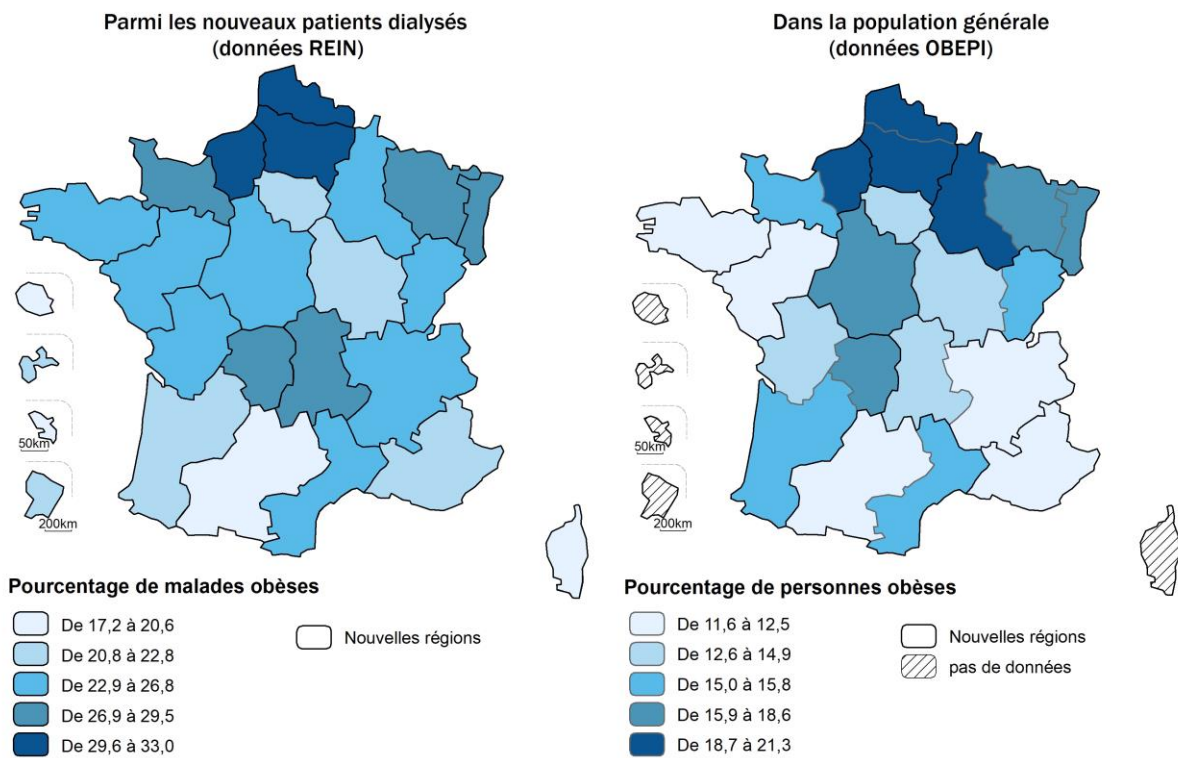 Parmi les nouveaux patients dialysés
(données REIN)
50km
200km
Pourcentage de malades obèses
De 17,2 à 20,6
De 20,8 à 22,8
De 22,9 à 26,8
De 26,9 à 29,5
De 29,6 à 33,0
Nouvelles régions
Dans la population générale
(données OBEPI)
50km
200km
Pourcentage de personnes obèses
De 11,6 à 12,5
De 12,6 à 14,9
De 15,0 à 15,8
De 15,9 à 18,6
De 18,7 à 21,3
Nouvelles régions
pas de données